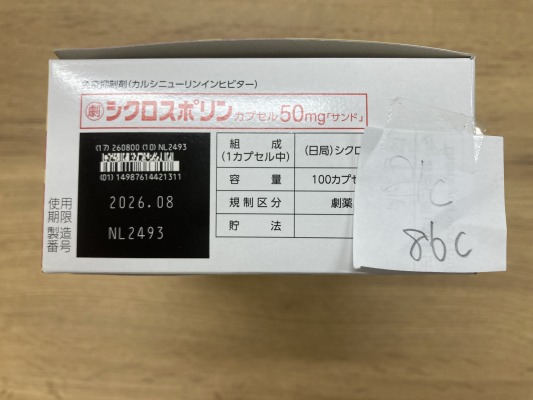 免疫抑制剤(カルシニューリンインヒビター)
劇 シクロスポリンカプセル50mg「サンド」
(17) 260800 (10) NL2493
(01) 14987614421311
使用期限 2026.08
製造番号 NL2493
組成(1カプセル中) (日局)シクロ
容量 100カプセ
規制区分 劇薬
貯法
C
86C